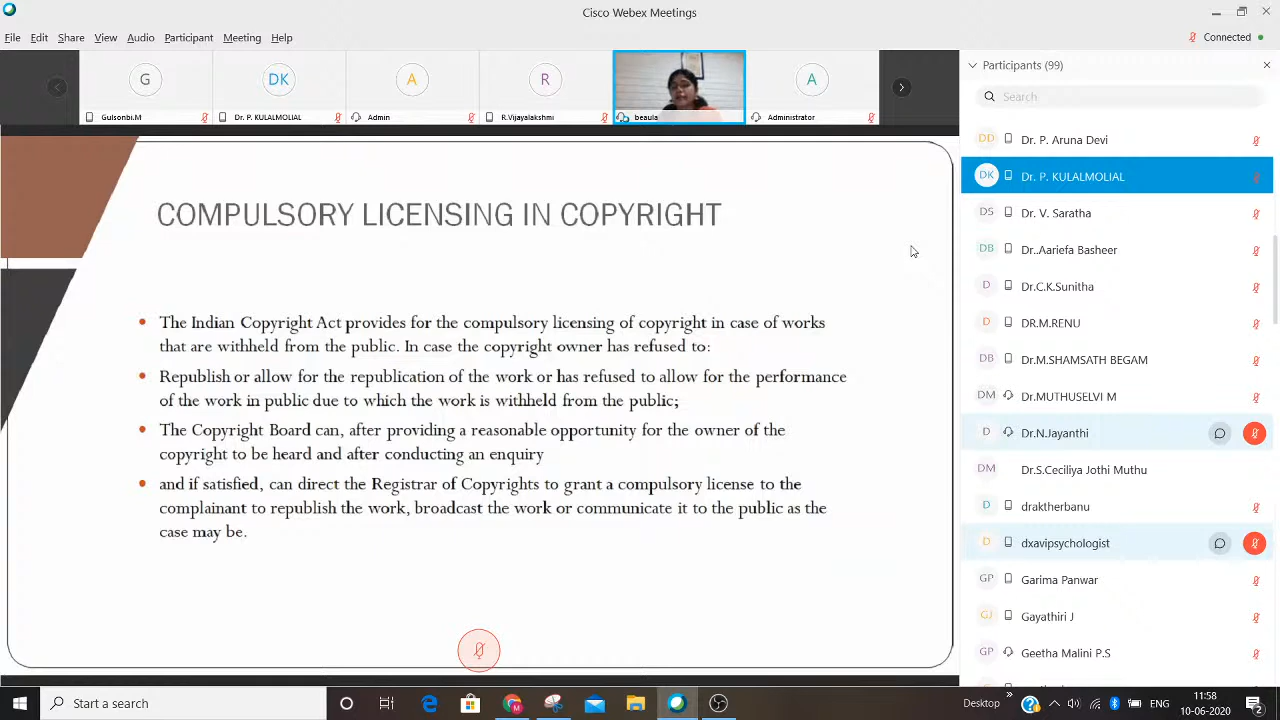 Cisco Webex Meetings
File Edit Share View Audio Participant Meeting Help
Connected
G
DK
A
R
A
Gulsonbi.M
Dr. P. KULALMOLIAL
Admin
R.Vijayalakshmi
beaula
Administrator
Participants (99)
Search
DD Dr. P. Aruna Devi
DK Dr. P. KULALMOLIAL
DS Dr. V. Saratha
DB Dr..Aariefa Basheer
D Dr.C.K.Sunitha
D DR.M.RENU
DB Dr.M.SHAMSATH BEGAM
DM Dr.MUTHUSELVI M
D Dr.N.Jayanthi
DM Dr.S.Ceciliya Jothi Muthu
D draktherbanu
D dxavipsychologist
GP Garima Panwar
GJ Gayathiri J
GP Geetha Malini P.S
COMPULSORY LICENSING IN COPYRIGHT
• The Indian Copyright Act provides for the compulsory licensing of copyright in case of works
that are withheld from the public. In case the copyright owner has refused to:
• Republish or allow for the republication of the work or has refused to allow for the performance
of the work in public due to which the work is withheld from the public;
• The Copyright Board can, after providing a reasonable opportunity for the owner of the
copyright to be heard and after conducting an enquiry
• and if satisfied, can direct the Registrar of Copyrights to grant a compulsory license to the
complainant to republish the work, broadcast the work or communicate it to the public as the
case may be.
Start a search
Desktop
ENG
11:58
10-06-2020
2